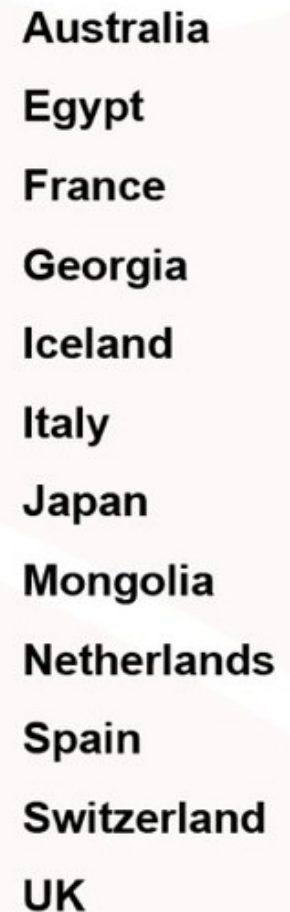 Australia
Egypt
France
Georgia
Iceland
Italy
Japan
Mongolia
Netherlands
Spain
Switzerland
UK